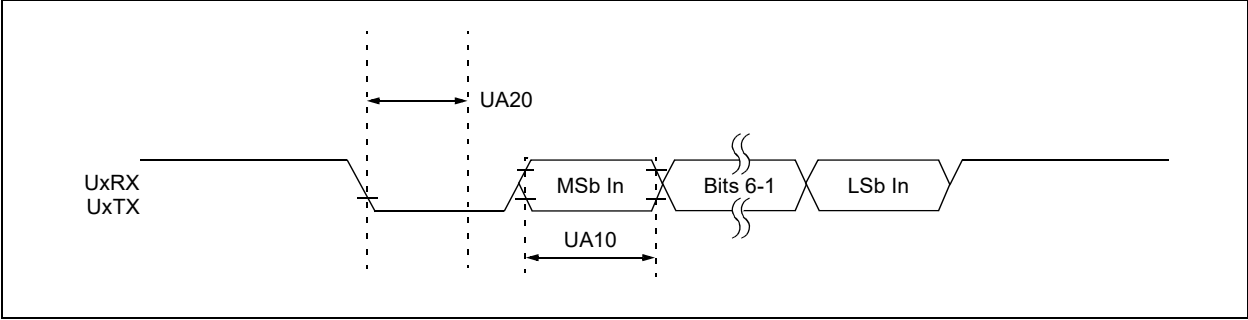 UA20
UxRX
UxTX
MSb In
Bits 6-1
LSb In
UA10